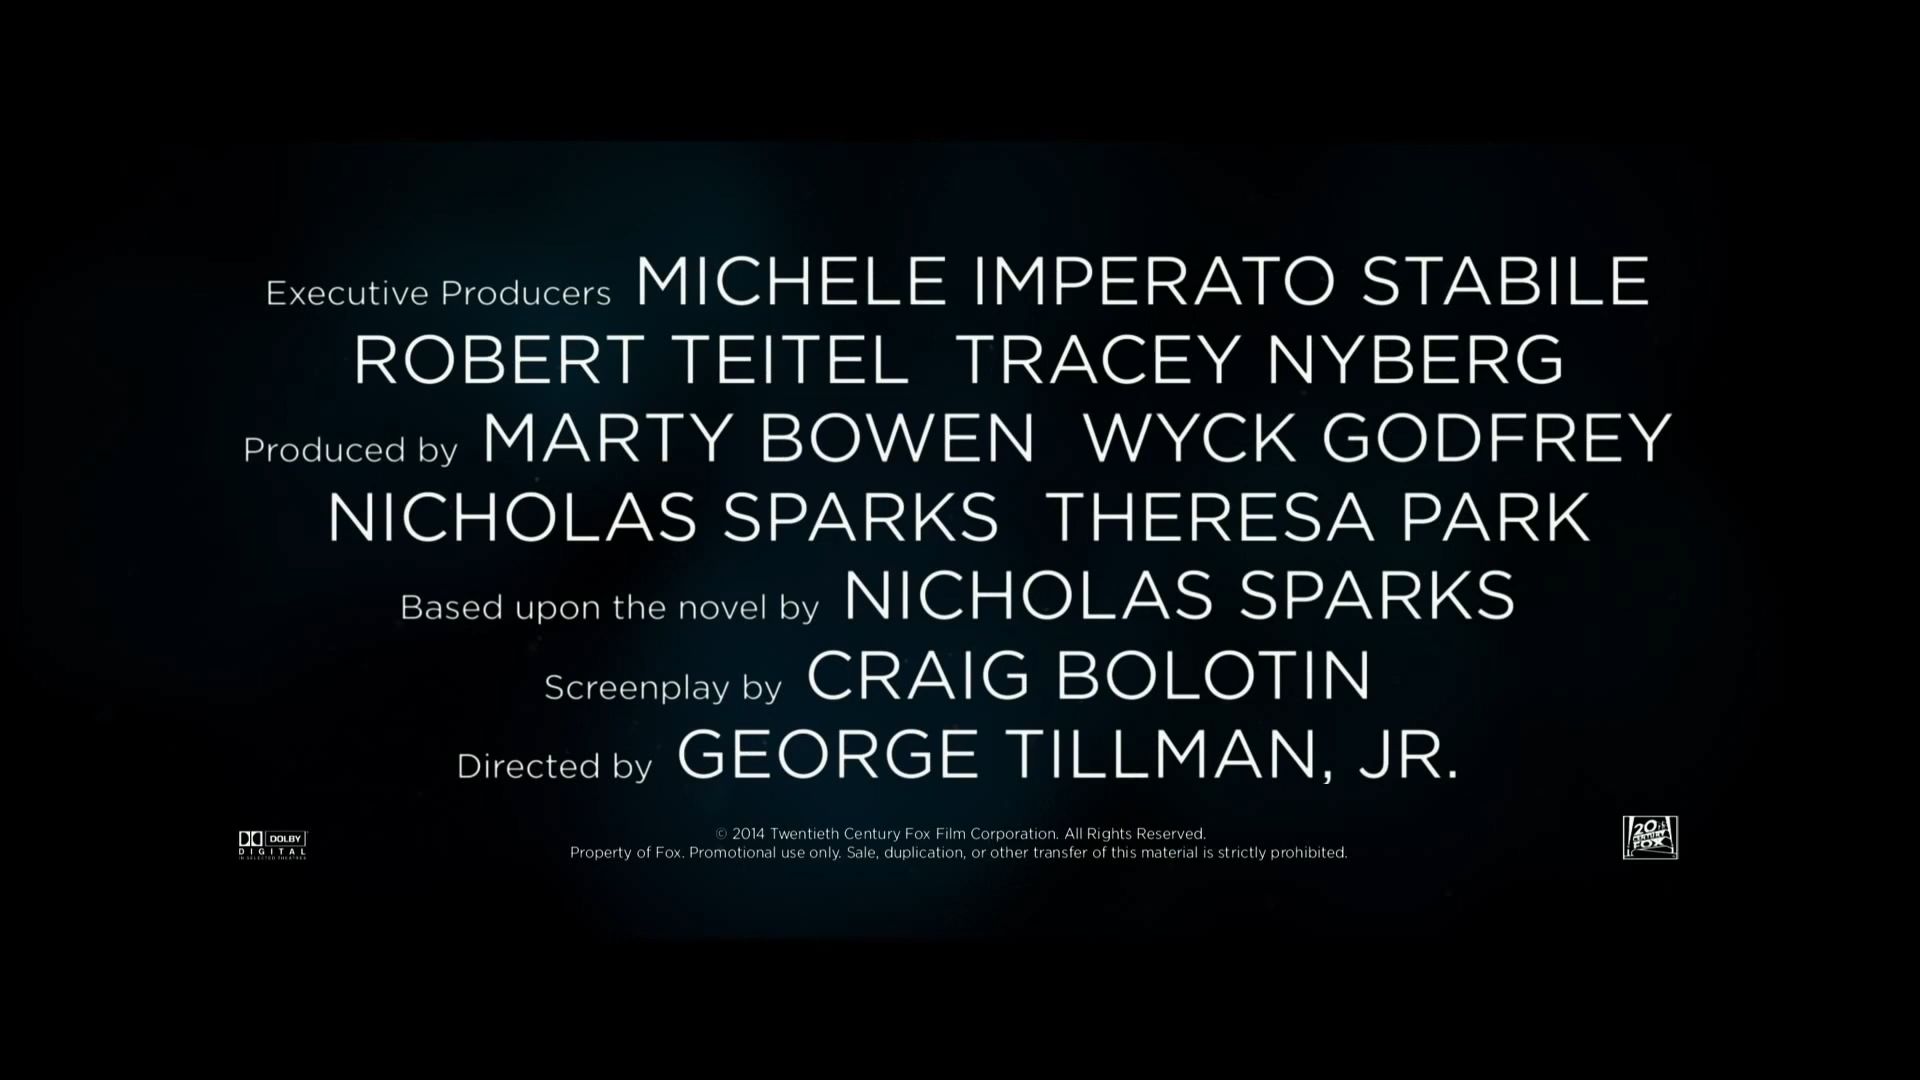 Executive Producers MICHELE IMPERATO STABILE
ROBERT TEITEL TRACEY NYBERG
Produced by MARTY BOWEN WYCK GODFREY
NICHOLAS SPARKS THERESA PARK
Based upon the novel by NICHOLAS SPARKS
Screenplay by CRAIG BOLOTIN
Directed by GEORGE TILLMAN, JR.
DOLBY
DIGITAL
IN SELECTED THEATRES
© 2014 Twentieth Century Fox Film Corporation. All Rights Reserved.
Property of Fox. Promotional use only. Sale, duplication, or other transfer of this material is strictly prohibited.
20th
CENTURY
FOX